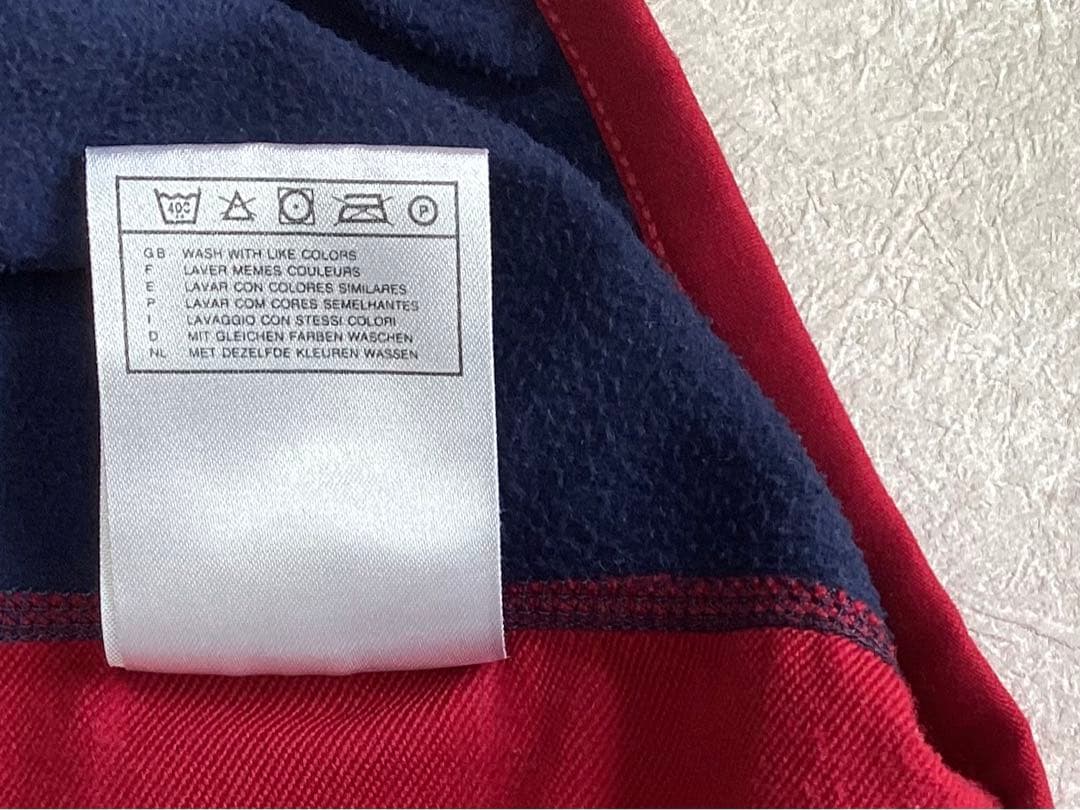 40C
P
GB WASH WITH LIKE COLORS
F LAVER MEMES COULEURS
E LAVAR CON COLORES SIMILARES
P LAVAR COM CORES SEMELHANTES
I LAVAGGIO CON STESSI COLORI
D MIT GLEICHEN FARBEN WASCHEN
NL MET DEZELFDE KLEUREN WASSEN